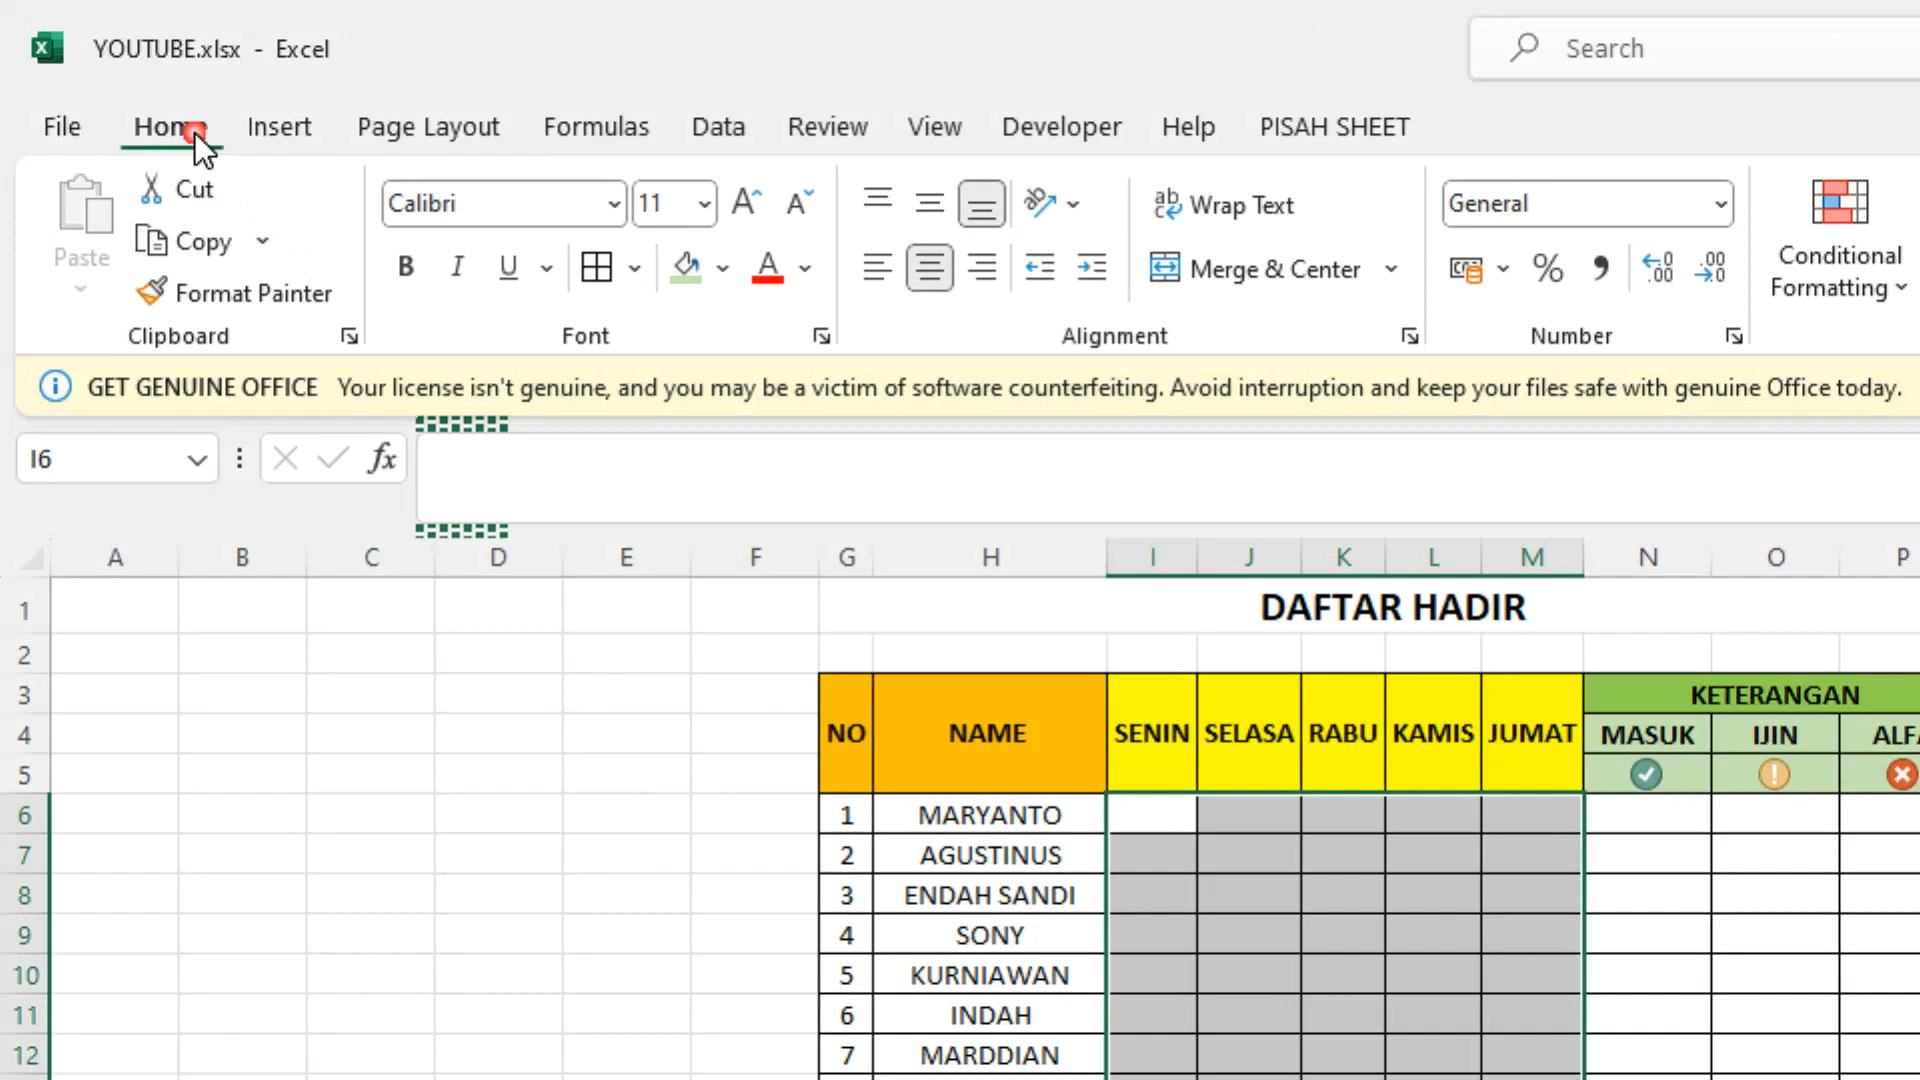 YOUTUBE.xlsx - Excel
Search
File Home Insert Page Layout Formulas Data Review View Developer Help PISAH SHEET
Paste
Cut
Copy
Format Painter
Clipboard
Calibri 11
B I U A
Font
Wrap Text
Merge & Center
Alignment
General
% 9 .00 .00
Number
Conditional
Formatting
GET GENUINE OFFICE Your license isn't genuine, and you may be a victim of software counterfeiting. Avoid interruption and keep your files safe with genuine Office today.
I6 fx
A B C D E F G H I J K L M N O P
1 DAFTAR HADIR
2
3 KETERANGAN
NO NAME SENIN SELASA RABU KAMIS JUMAT
4 MASUK IJIN
5
6 1 MARYANTO
7 2 AGUSTINUS
8 3 ENDAH SANDI
9 4 SONY
10 5 KURNIAWAN
11 6 INDAH
12 7 MARDDIAN